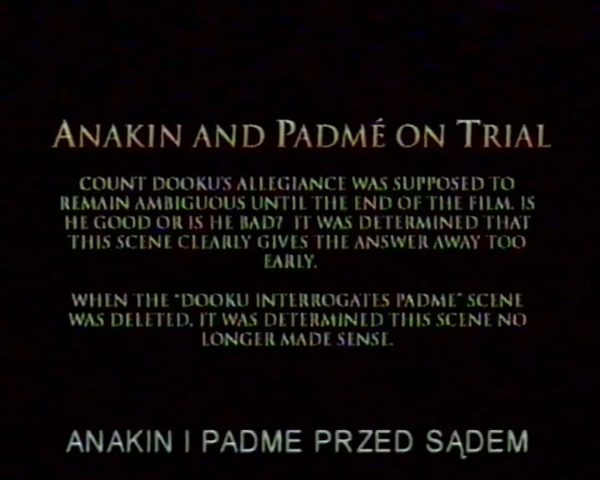 ANAKIN AND PADMÉ ON TRIAL
COUNT DOOKU'S ALLEGIANCE WAS SUPPOSED TO
REMAIN AMBIGUOUS UNTIL THE END OF THE FILM. IS
HE GOOD OR IS HE BAD? IT WAS DETERMINED THAT
THIS SCENE CLEARLY GIVES THE ANSWER AWAY TOO
EARLY.
WHEN THE "DOOKU INTERROGATES PADME" SCENE
WAS DELETED, IT WAS DETERMINED THIS SCENE NO
LONGER MADE SENSE.
ANAKIN I PADME PRZED SĄDEM